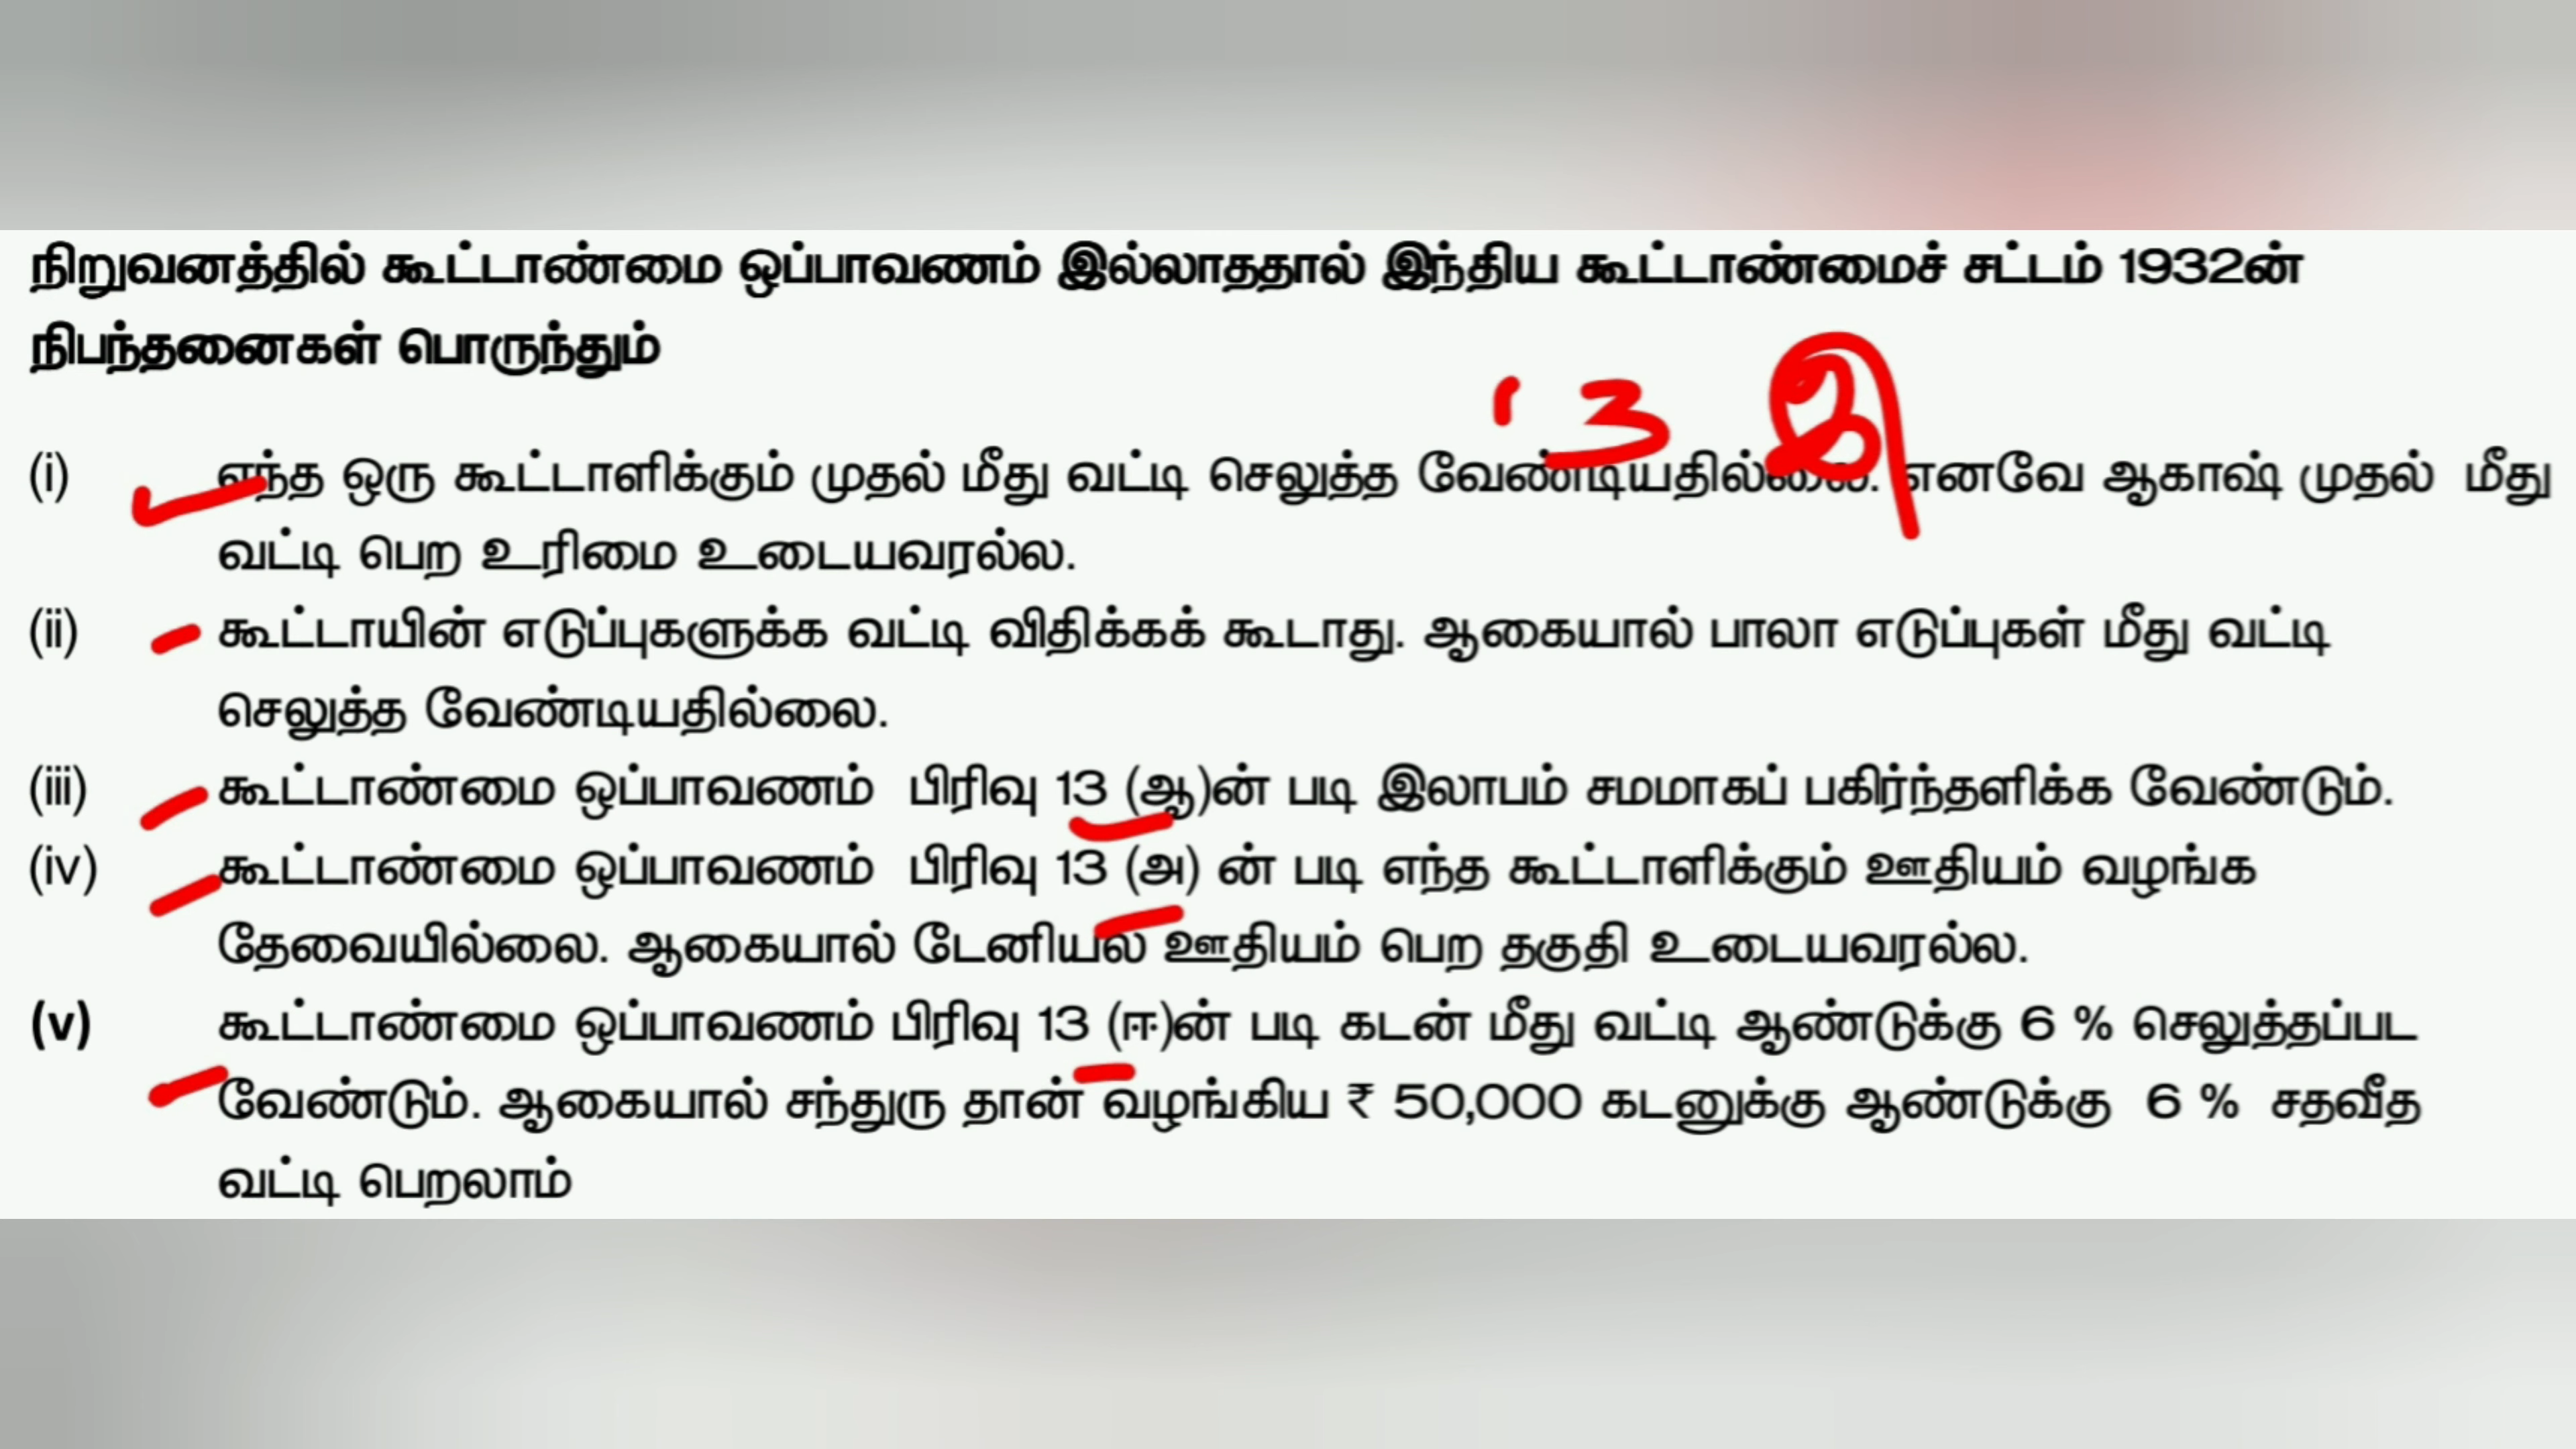 நிறுவனத்தில் கூட்டாண்மை ஒப்பாவணம் இல்லாததால் இந்திய கூட்டாண்மைச் சட்டம் 1932ன்
நிபந்தனைகள் பொருந்தும்
13 இ
(i) எந்த ஒரு கூட்டாளிக்கும் முதல் மீது வட்டி செலுத்த வேண்டியதில்லை. எனவே ஆகாஷ் முதல் மீது
வட்டி பெற உரிமை உடையவரல்ல.
(ii) கூட்டாயின் எடுப்புகளுக்க வட்டி விதிக்கக் கூடாது. ஆகையால் பாலா எடுப்புகள் மீது வட்டி
செலுத்த வேண்டியதில்லை.
(iii) கூட்டாண்மை ஒப்பாவணம் பிரிவு 13 (ஆ)ன் படி இலாபம் சமமாகப் பகிர்ந்தளிக்க வேண்டும்.
(iv) கூட்டாண்மை ஒப்பாவணம் பிரிவு 13 (அ) ன் படி எந்த கூட்டாளிக்கும் ஊதியம் வழங்க
தேவையில்லை. ஆகையால் டேனியல் ஊதியம் பெற தகுதி உடையவரல்ல.
(v) கூட்டாண்மை ஒப்பாவணம் பிரிவு 13 (ஈ)ன் படி கடன் மீது வட்டி ஆண்டுக்கு 6 % செலுத்தப்பட
வேண்டும். ஆகையால் சந்துரு தான் வழங்கிய ₹ 50,000 கடனுக்கு ஆண்டுக்கு 6 % சதவீத
வட்டி பெறலாம்